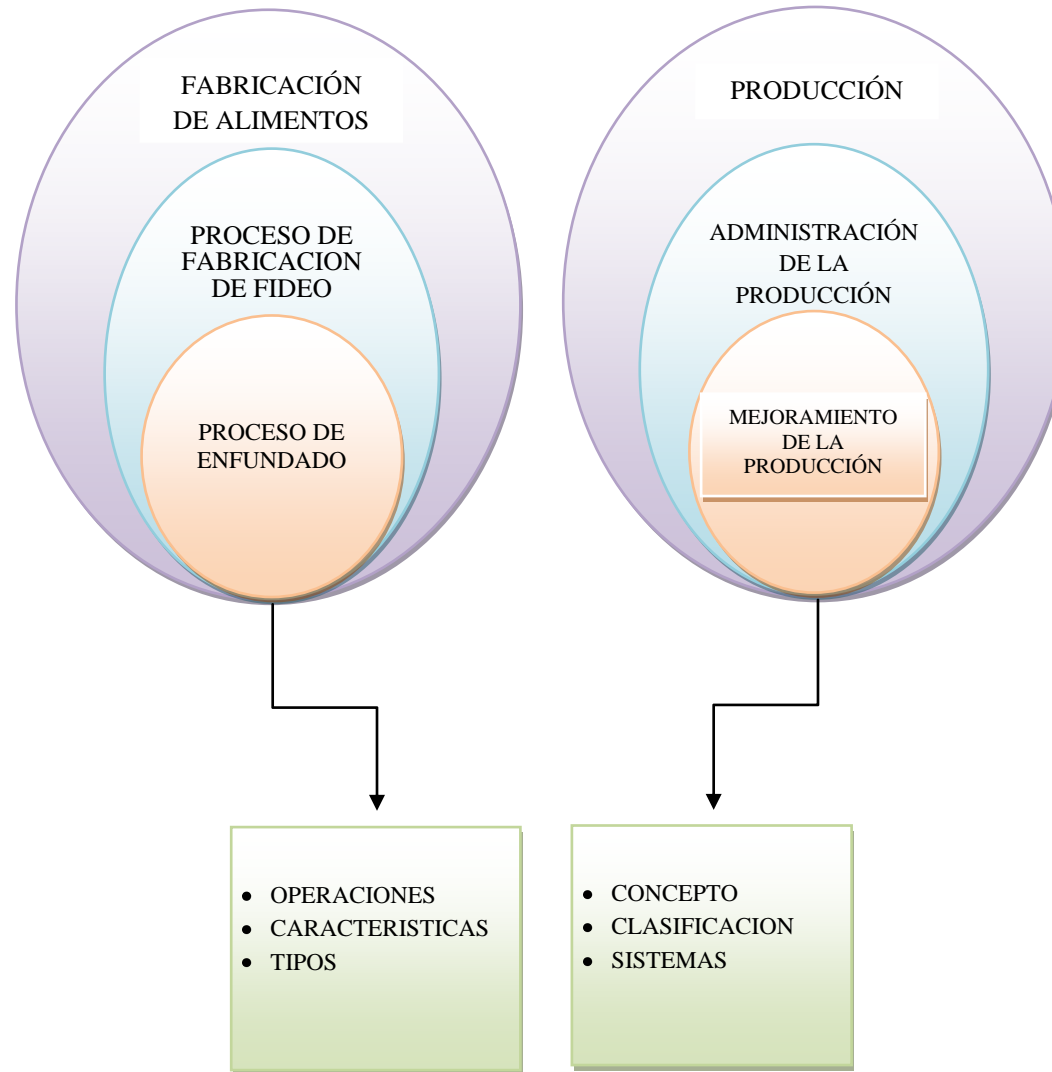 FABRICACIÓN
DE ALIMENTOS
PROCESO DE
FABRICACION
DE FIDEO
PROCESO DE
ENFUNDADO
PRODUCCIÓN
ADMINISTRACIÓN
DE LA
PRODUCCIÓN
MEJORAMIENTO
DE LA
PRODUCCIÓN
• OPERACIONES
• CARACTERISTICAS
• TIPOS
• CONCEPTO
• CLASIFICACION
• SISTEMAS